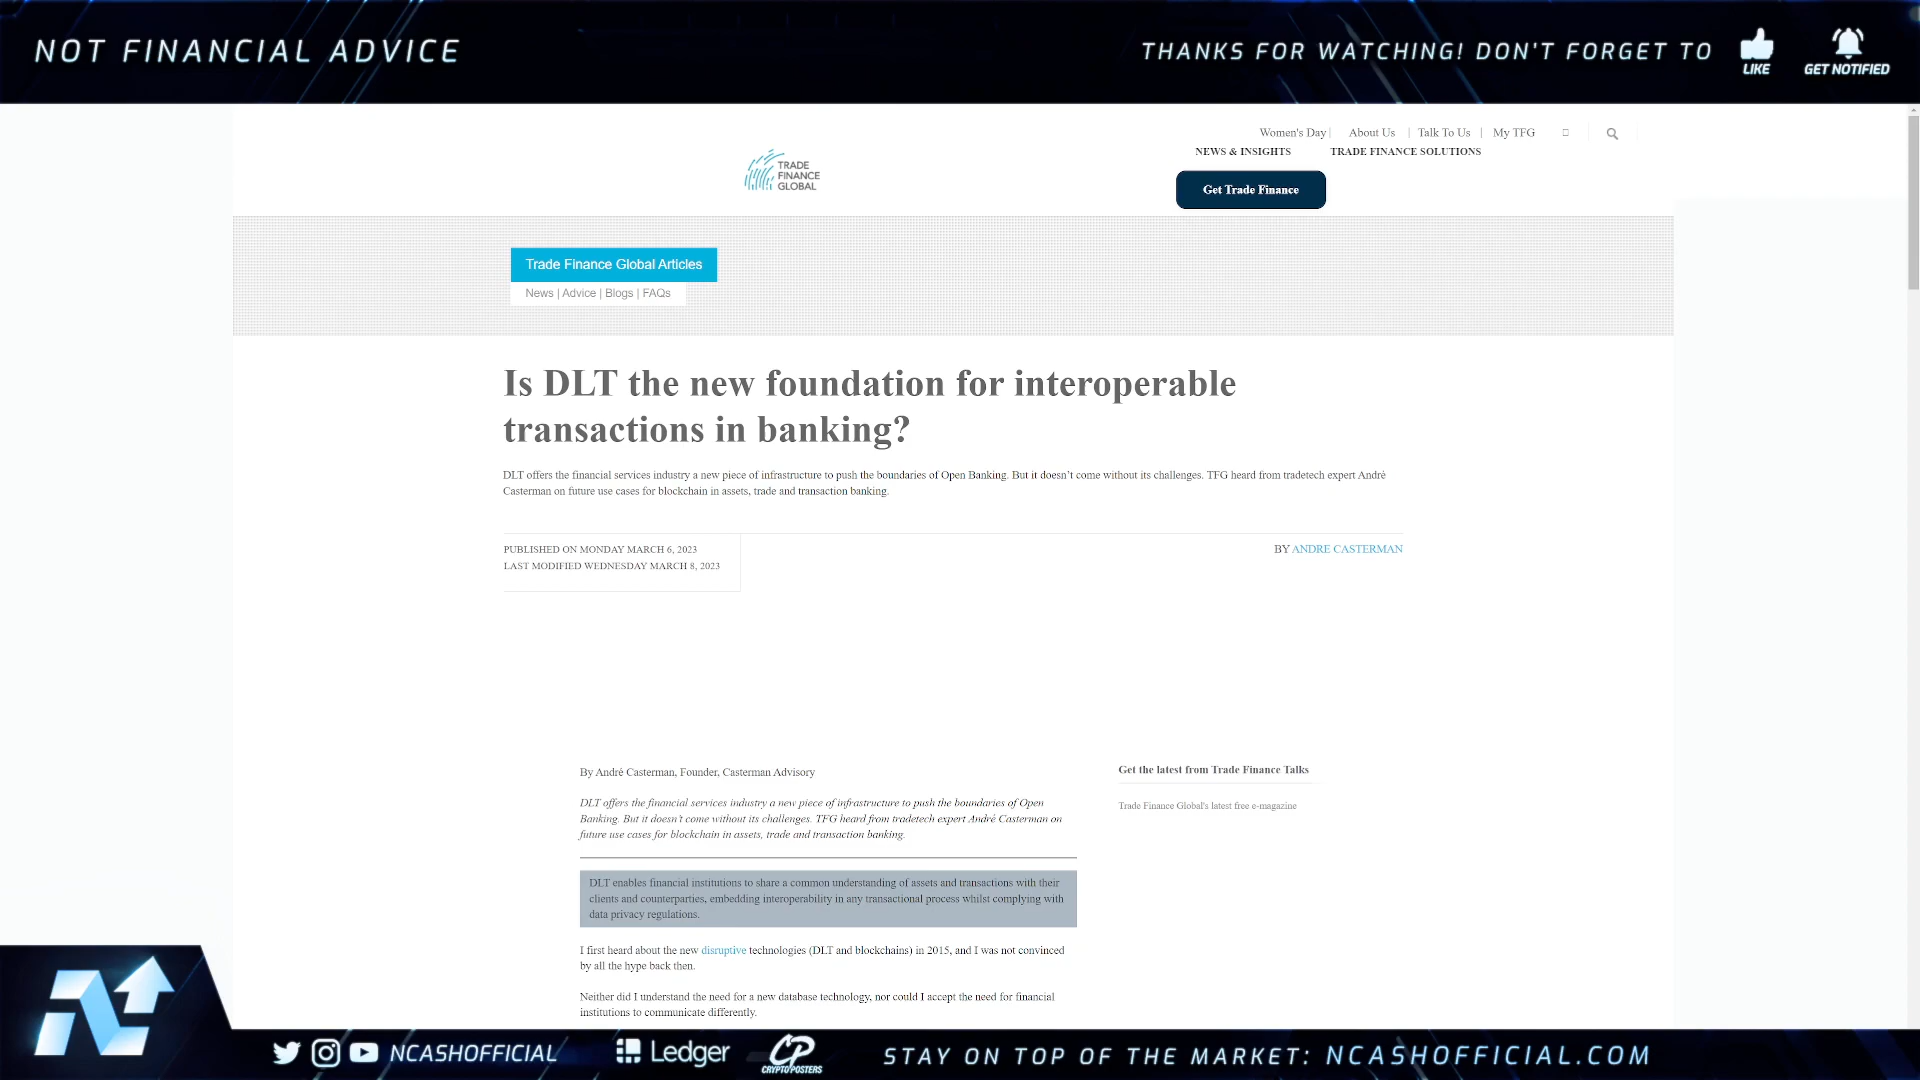 NOT FINANCIAL ADVICE
THANKS FOR WATCHING! DON'T FORGET TO
LIKE
GET NOTIFIED
Women's Day | About Us | Talk To Us | My TFG
NEWS & INSIGHTS TRADE FINANCE SOLUTIONS
TRADE
FINANCE
GLOBAL
Get Trade Finance
Trade Finance Global Articles
News | Advice | Blogs | FAQs
Is DLT the new foundation for interoperable
transactions in banking?
DLT offers the financial services industry a new piece of infrastructure to push the boundaries of Open Banking. But it doesn’t come without its challenges. TFG heard from tradetech expert André
Casterman on future use cases for blockchain in assets, trade and transaction banking.
PUBLISHED ON MONDAY MARCH 6, 2023
LAST MODIFIED WEDNESDAY MARCH 8, 2023
BY ANDRE CASTERMAN
By André Casterman, Founder, Casterman Advisory
DLT offers the financial services industry a new piece of infrastructure to push the boundaries of Open
Banking. But it doesn’t come without its challenges. TFG heard from tradetech expert André Casterman on
future use cases for blockchain in assets, trade and transaction banking.
DLT enables financial institutions to share a common understanding of assets and transactions with their
clients and counterparties, embedding interoperability in any transactional process whilst complying with
data privacy regulations.
I first heard about the new disruptive technologies (DLT and blockchains) in 2015, and I was not convinced
by all the hype back then.
Neither did I understand the need for a new database technology, nor could I accept the need for financial
institutions to communicate differently.
Get the latest from Trade Finance Talks
Trade Finance Global's latest free e-magazine
NCASHOFFICIAL
Ledger
CP
CRYPTOPOSTERS
STAY ON TOP OF THE MARKET: NCASHOFFICIAL.COM